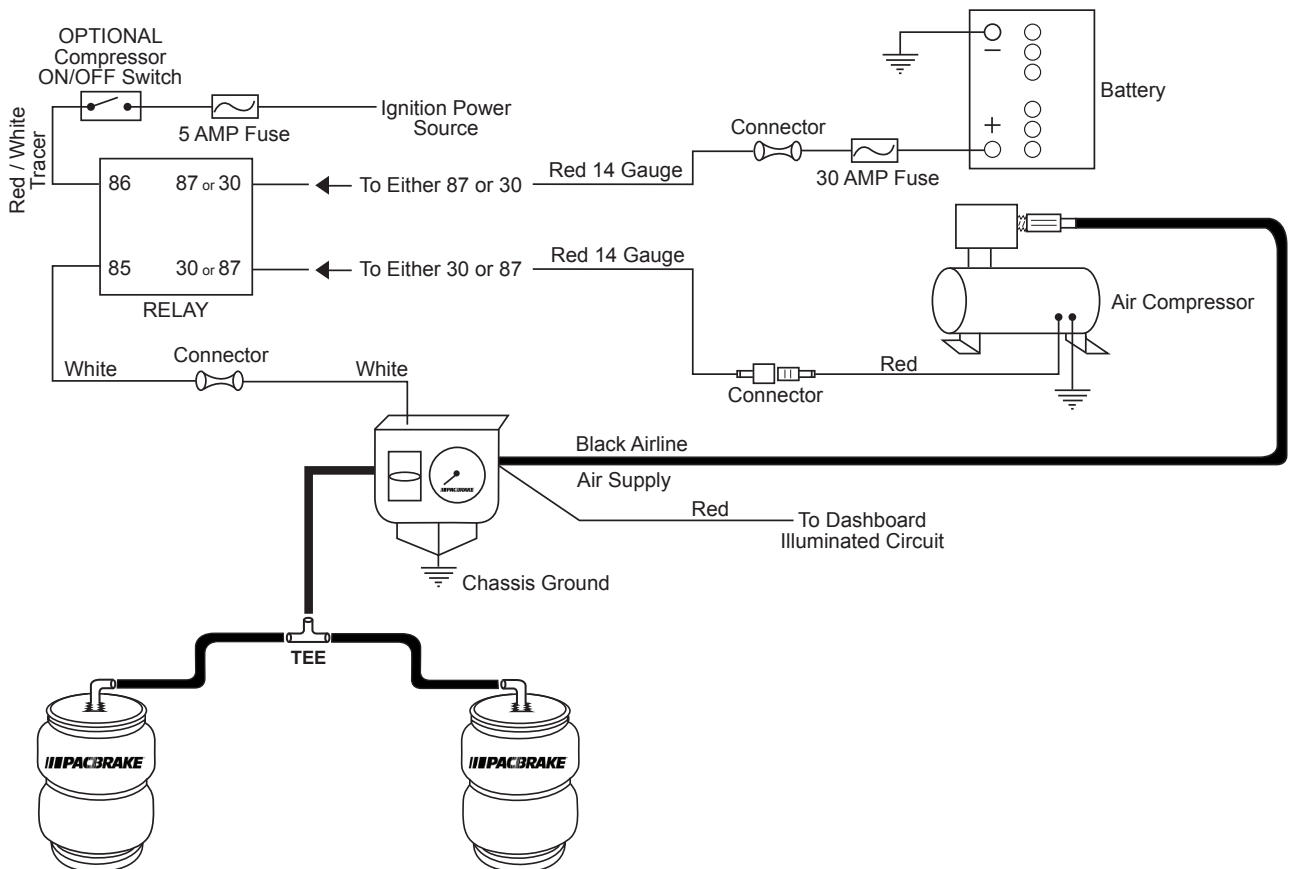 OPTIONAL
Compressor
ON/OFF Switch
Ignition Power
Source
5 AMP Fuse
Red / White
Tracer
86
87 or 30
To Either 87 or 30
Red 14 Gauge
Connector
30 AMP Fuse
−
+
Battery
85
30 or 87
To Either 30 or 87
Red 14 Gauge
RELAY
Air Compressor
White
Connector
White
Connector
Red
Black Airline
Air Supply
PACBRAKE
Red
To Dashboard
Illuminated Circuit
Chassis Ground
TEE
PACBRAKE
PACBRAKE